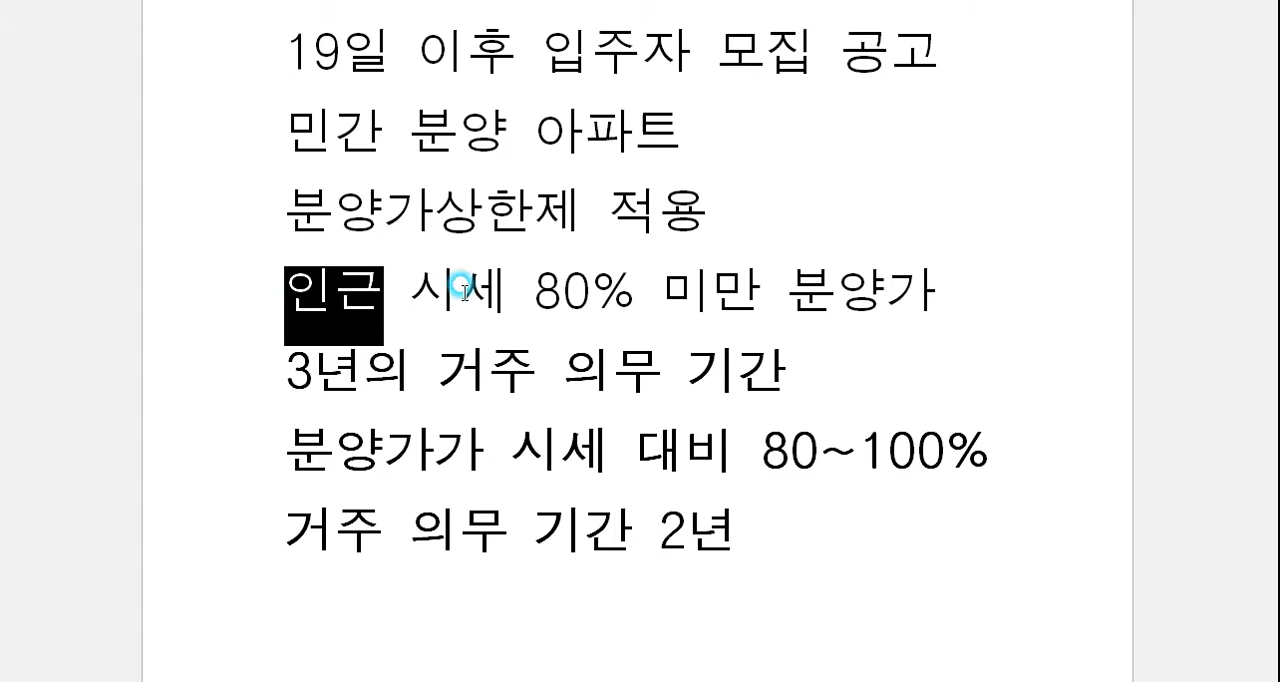 19일 이후 입주자 모집 공고
민간 분양 아파트
분양가상한제 적용
인근 시세 80% 미만 분양가
3년의 거주 의무 기간
분양가가 시세 대비 80~100%
거주 의무 기간 2년